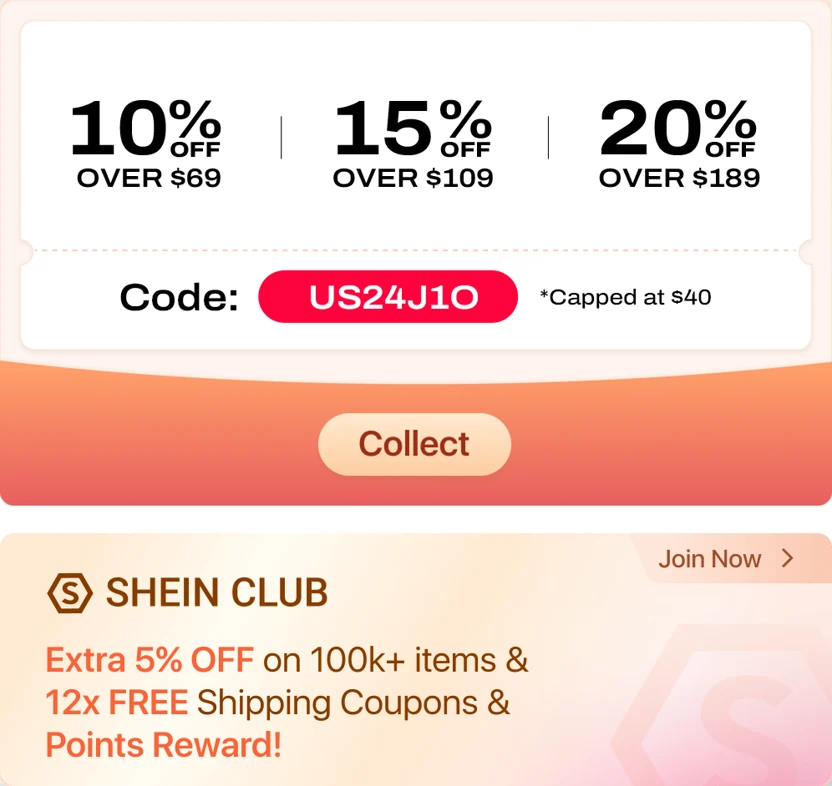 10% OFF
OVER $69
15% OFF
OVER $109
20% OFF
OVER $189
Code: US24J1O *Capped at $40
Collect
Join Now >
S SHEIN CLUB
Extra 5% OFF on 100k+ items &
12x FREE Shipping Coupons &
Points Reward!
S